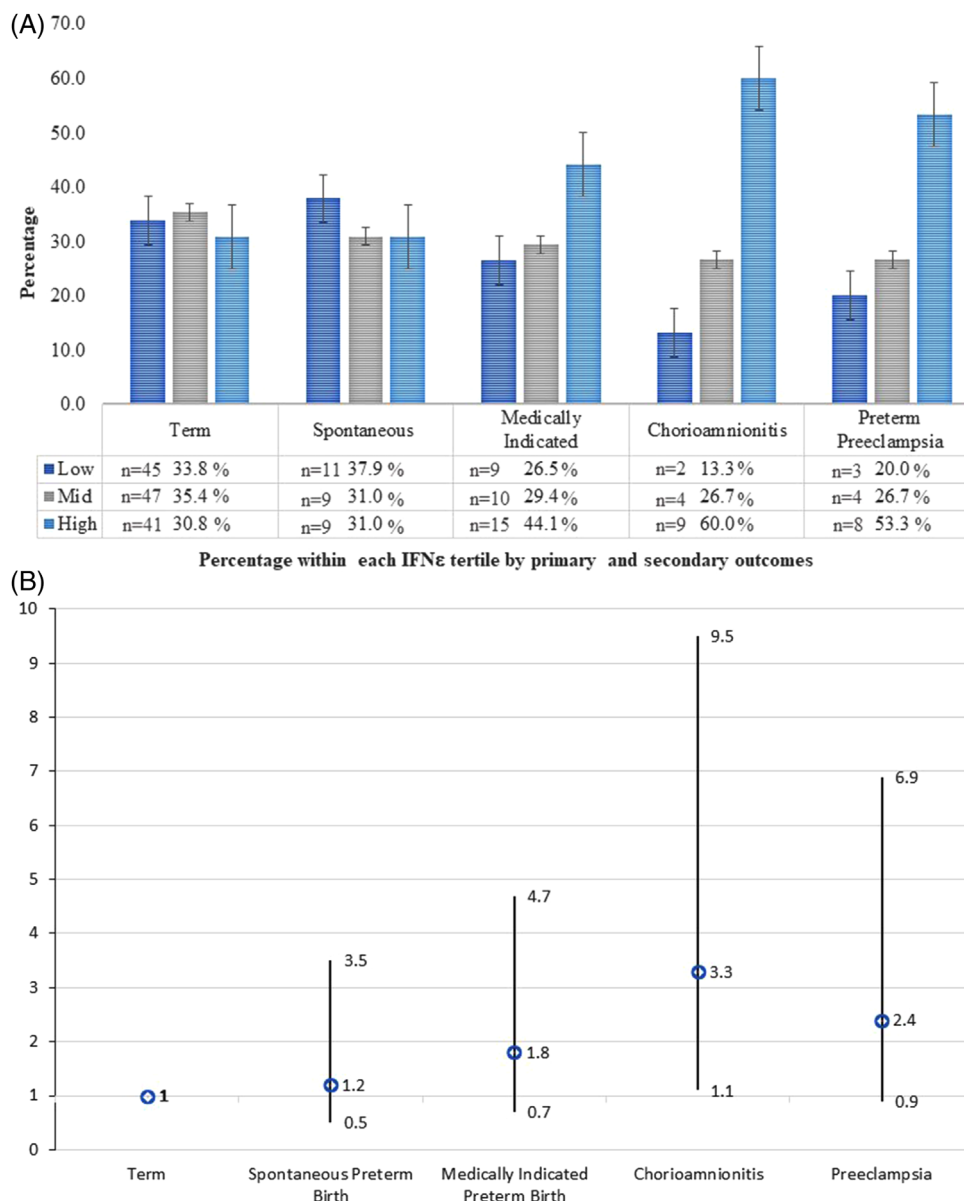 (A)
70.0
60.0
50.0
40.0
30.0
20.0
10.0
0.0
Percentage
Term Spontaneous Medically Indicated Chorioamnionitis Preterm Preeclampsia
Low n=45 33.8 % n=11 37.9 % n=9 26.5 % n=2 13.3 % n=3 20.0 %
Mid n=47 35.4 % n=9 31.0 % n=10 29.4 % n=4 26.7 % n=4 26.7 %
High n=41 30.8 % n=9 31.0 % n=15 44.1 % n=9 60.0 % n=8 53.3 %
Percentage within each IFNε tertile by primary and secondary outcomes
(B)
10
9
8
7
6
5
4
3
2
1
0
1
3.5
1.2
0.5
4.7
1.8
0.7
9.5
3.3
1.1
6.9
2.4
0.9
Term
Spontaneous Preterm
Birth
Medically Indicated
Preterm Birth
Chorioamnionitis
Preeclampsia